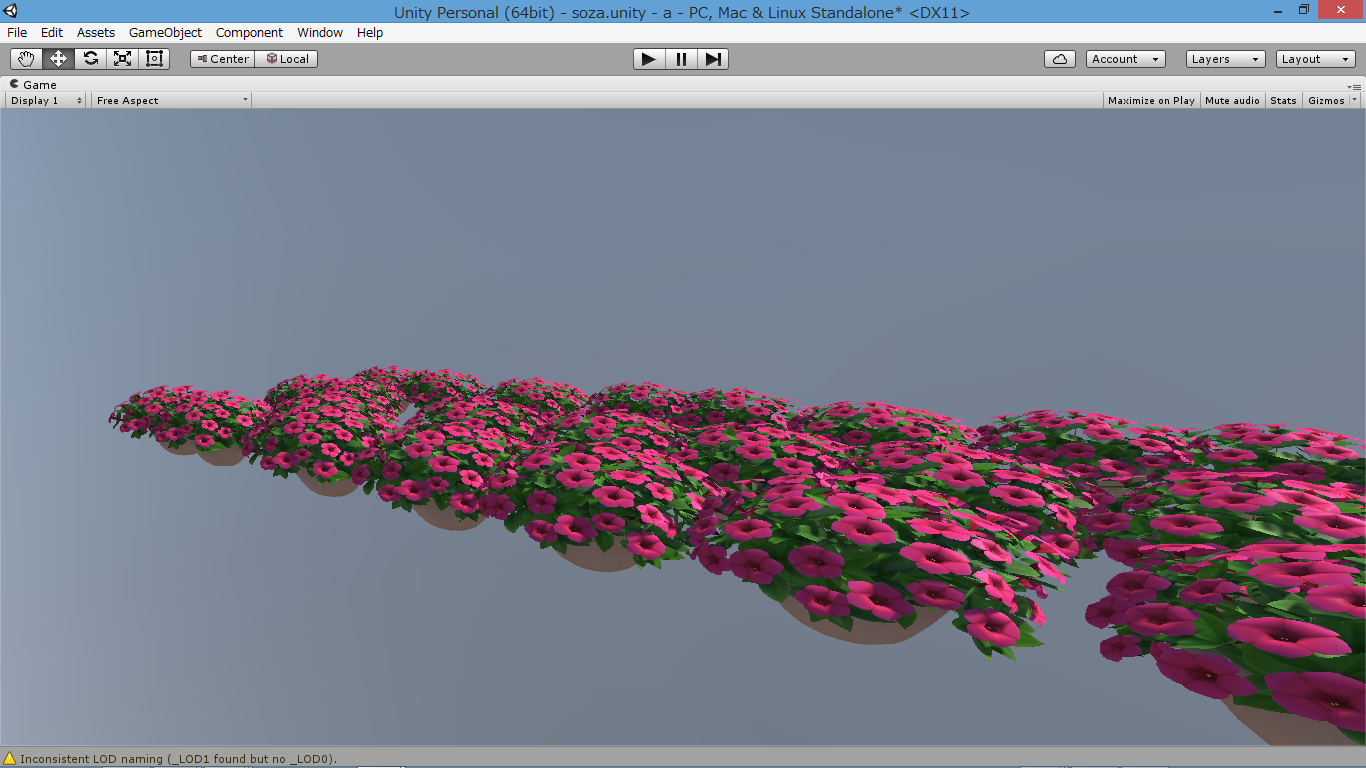 Unity Personal (64bit) - soza.unity - a - PC, Mac & Linux Standalone* <DX11>
File Edit Assets GameObject Component Window Help
Center Local Account Layers Layout
Game
Display 1 Free Aspect Maximize on Play Mute audio Stats Gizmos
Inconsistent LOD naming (_LOD1 found but no _LOD0).